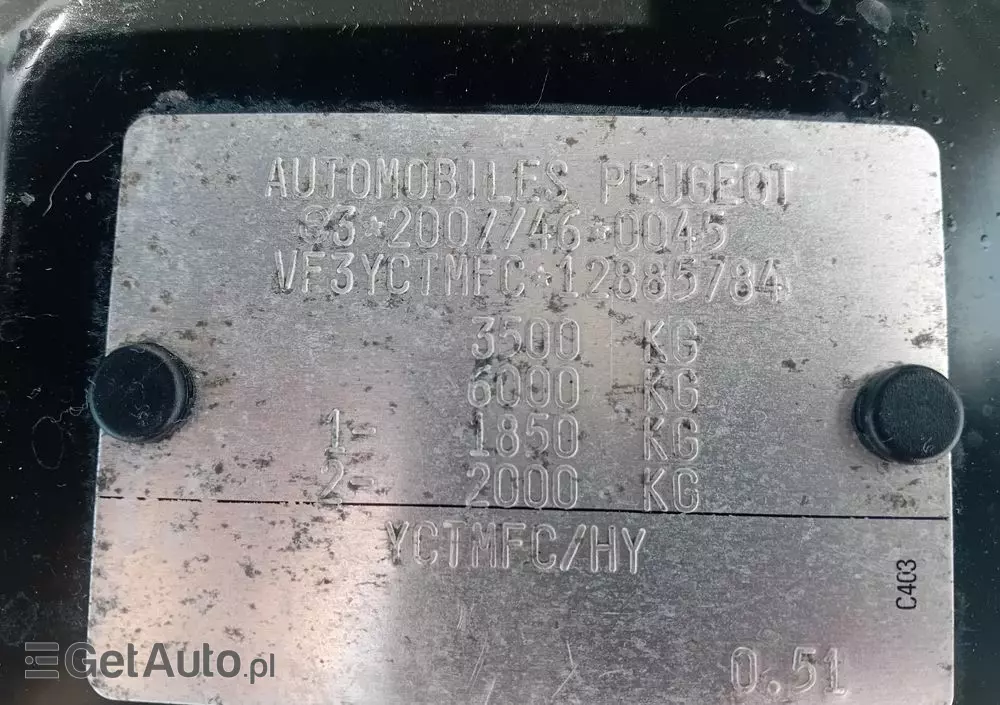 AUTOMOBILES PEUGEOT
e3*2007/46*0045
VF3YCTMFC*12885784
3500 KG
6000 KG
1- 1850 KG
2- 2000 KG
YCTMFC/HY
C403
0.51
GetAuto.pl